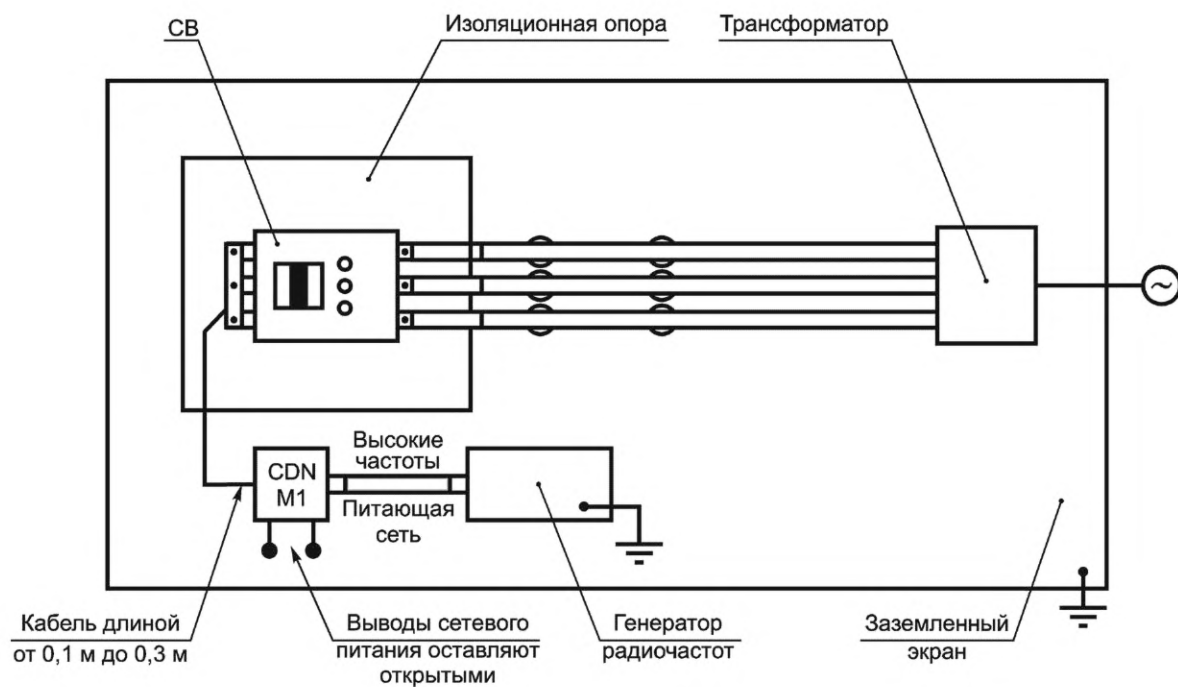 СВ
Изоляционная опора
Трансформатор
CDN
M1
Высокие
частоты
Питающая
сеть
Кабель длиной
от 0,1 м до 0,3 м
Выводы сетевого
питания оставляют
открытыми
Генератор
радиочастот
Заземленный
экран